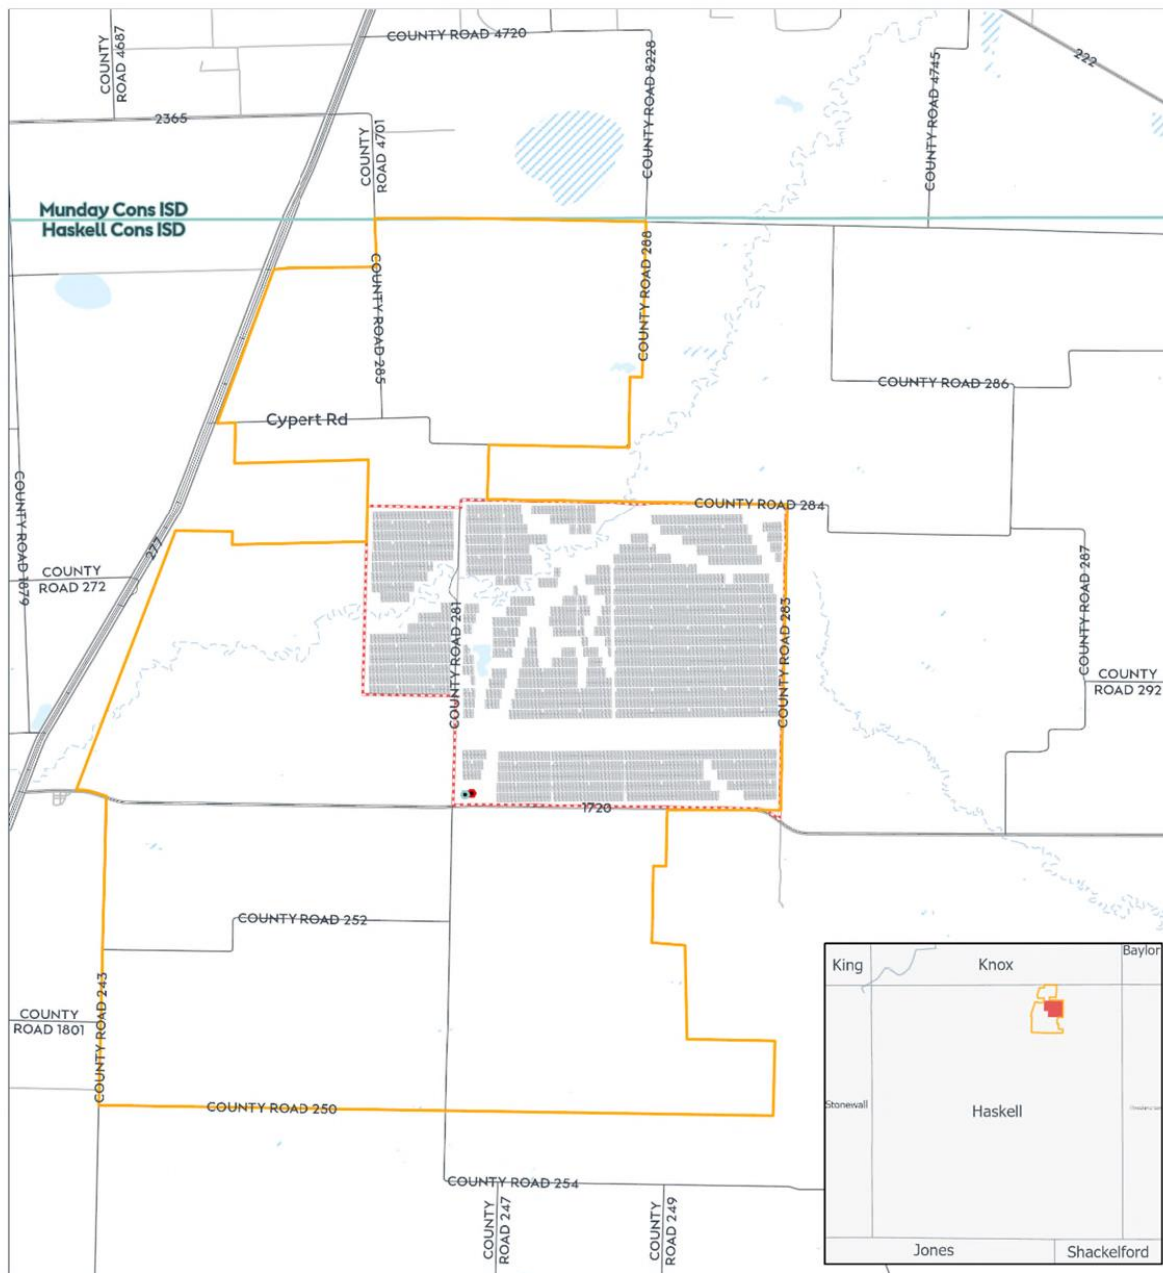 COUNTY ROAD 4720
COUNTY
ROAD 4687
COUNTY ROAD 8228
COUNTY ROAD 4745
222
2365
COUNTY
ROAD 4701
Munday Cons ISD
Haskell Cons ISD
COUNTY ROAD 288
COUNTY ROAD 285
COUNTY ROAD 286
Cypert Rd
COUNTY ROAD 284
COUNTY ROAD 1879
277
COUNTY
ROAD 272
COUNTY ROAD 287
COUNTY ROAD 281
COUNTY ROAD 283
COUNTY
ROAD 292
1720
COUNTY ROAD 252
COUNTY ROAD 243
COUNTY
ROAD 1801
COUNTY ROAD 250
COUNTY ROAD 254
COUNTY
ROAD 247
COUNTY
ROAD 249
King
Knox
Baylor
Stonewall
Haskell
Jones
Shackelford